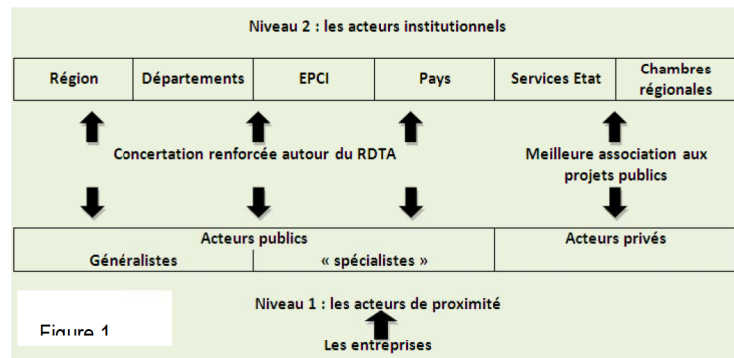 Niveau 2 : les acteurs institutionnels
Région Départements EPCI Pays Services Etat Chambres régionales
Concertation renforcée autour du RDTA
Meilleure association aux
projets publics
Acteurs publics Acteurs privés
Généralistes « spécialistes »
Niveau 1 : les acteurs de proximité
Figure 1
Les entreprises